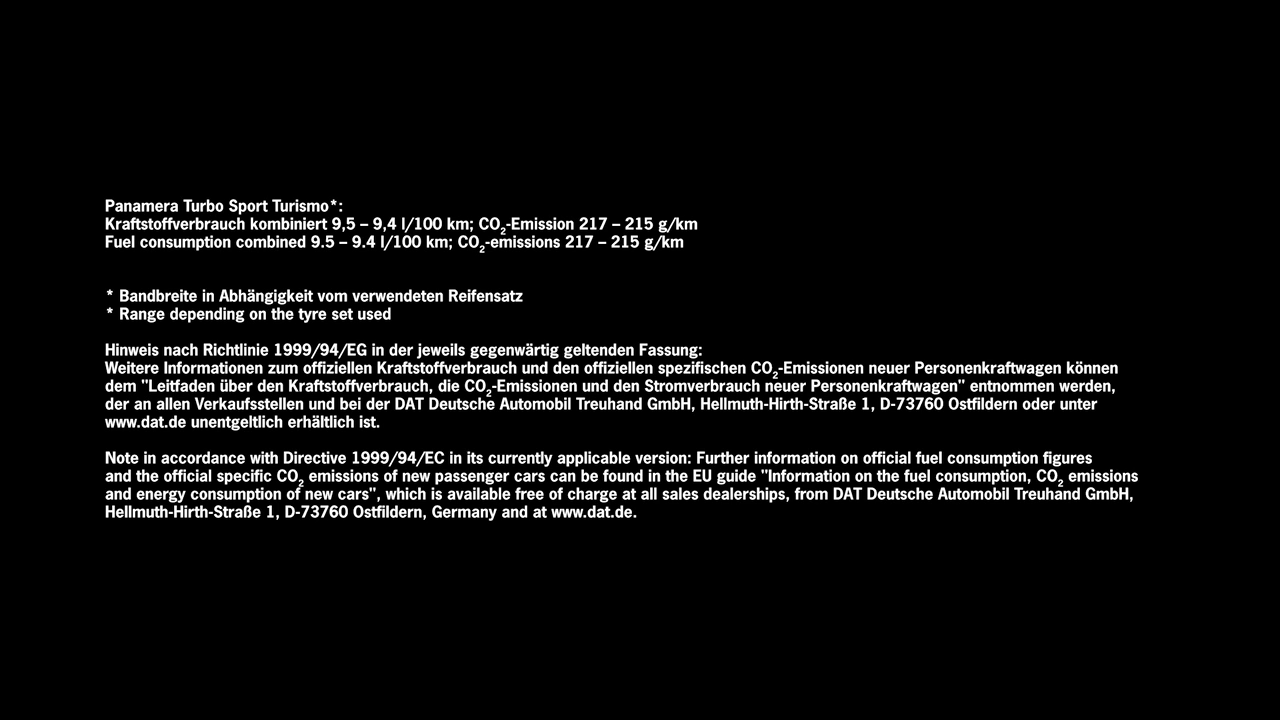 Panamera Turbo Sport Turismo*:
Kraftstoffverbrauch kombiniert 9,5 – 9,4 l/100 km; CO₂-Emission 217 – 215 g/km
Fuel consumption combined 9.5 – 9.4 l/100 km; CO₂-emissions 217 – 215 g/km
* Bandbreite in Abhängigkeit vom verwendeten Reifensatz
* Range depending on the tyre set used
Hinweis nach Richtlinie 1999/94/EG in der jeweils gegenwärtig geltenden Fassung:
Weitere Informationen zum offiziellen Kraftstoffverbrauch und den offiziellen spezifischen CO₂-Emissionen neuer Personenkraftwagen können
dem "Leitfaden über den Kraftstoffverbrauch, die CO₂-Emissionen und den Stromverbrauch neuer Personenkraftwagen" entnommen werden,
der an allen Verkaufsstellen und bei der DAT Deutsche Automobil Treuhand GmbH, Hellmuth-Hirth-Straße 1, D-73760 Ostfildern oder unter
www.dat.de unentgeltlich erhältlich ist.
Note in accordance with Directive 1999/94/EC in its currently applicable version: Further information on official fuel consumption figures
and the official specific CO₂ emissions of new passenger cars can be found in the EU guide "Information on the fuel consumption, CO₂ emissions
and energy consumption of new cars", which is available free of charge at all sales dealerships, from DAT Deutsche Automobil Treuhand GmbH,
Hellmuth-Hirth-Straße 1, D-73760 Ostfildern, Germany and at www.dat.de.